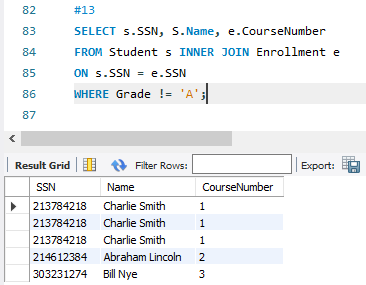 82 #13
83 SELECT s.SSN, S.Name, e.CourseNumber
84 FROM Student s INNER JOIN Enrollment e
85 ON s.SSN = e.SSN
86 WHERE Grade != 'A';
87
Result Grid Filter Rows: Export:
SSN Name CourseNumber
213784218 Charlie Smith 1
213784218 Charlie Smith 1
213784218 Charlie Smith 1
214612384 Abraham Lincoln 2
303231274 Bill Nye 3